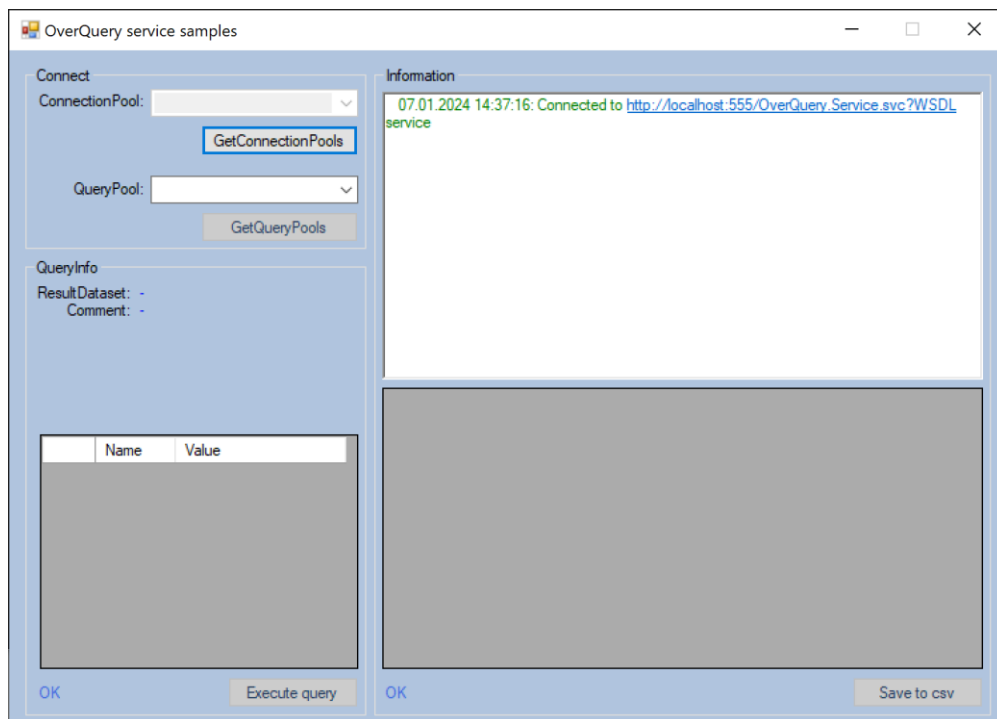 OverQuery service samples
Connect
ConnectionPool:
GetConnectionPools
QueryPool:
GetQueryPools
QueryInfo
ResultDataset: -
Comment: -
Name Value
OK Execute query
Information
07.01.2024 14:37:16: Connected to http://localhost:555/OverQuery.Service.svc?WSDL
service
OK Save to csv